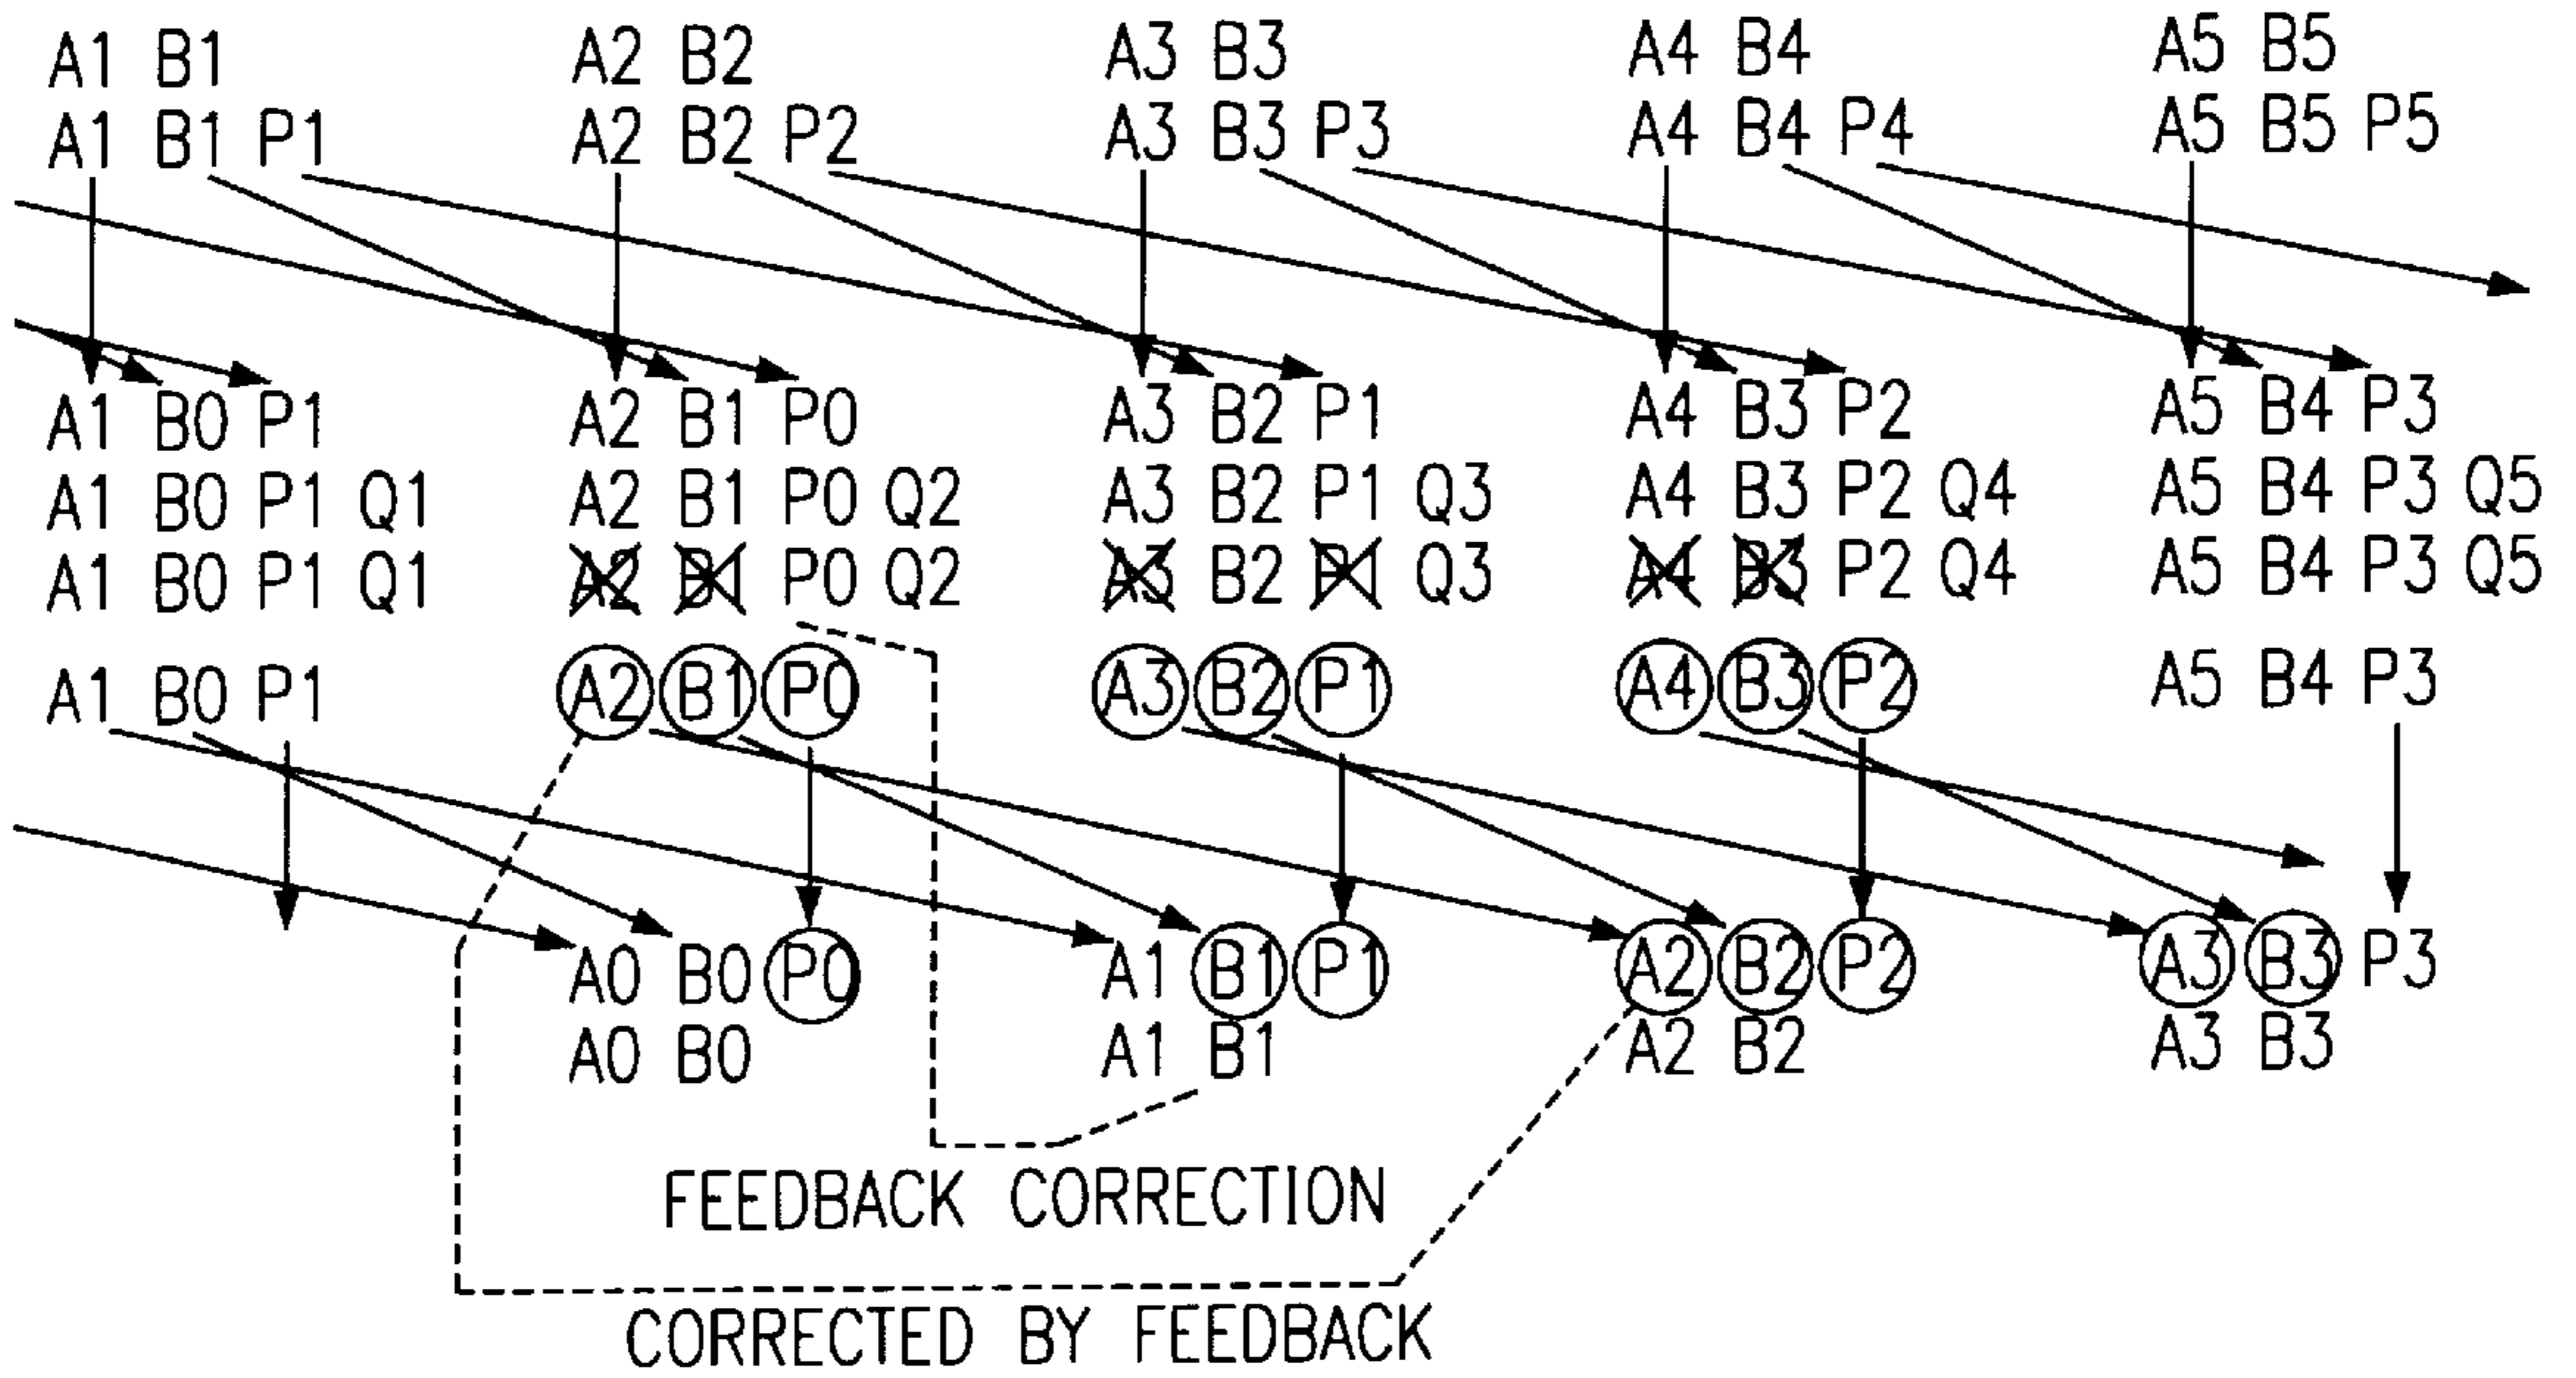 A1 B1 A2 B2 A3 B3 A4 B4 A5 B5
A1 B1 P1 A2 B2 P2 A3 B3 P3 A4 B4 P4 A5 B5 P5
A1 B0 P1 A2 B1 P0 A3 B2 P1 A4 B3 P2 A5 B4 P3
A1 B0 P1 Q1 A2 B1 P0 Q2 A3 B2 P1 Q3 A4 B3 P2 Q4 A5 B4 P3 Q5
A1 B0 P1 Q1 A2 B1 P0 Q2 A3 B2 P1 Q3 A4 B3 P2 Q4 A5 B4 P3 Q5
A1 B0 P1 A2 B1 P0 A3 B2 P1 A4 B3 P2 A5 B4 P3
A0 B0 P0 A1 B1 P1 A2 B2 P2 A3 B3 P3
A0 B0 A1 B1 A2 B2 A3 B3
FEEDBACK CORRECTION
CORRECTED BY FEEDBACK